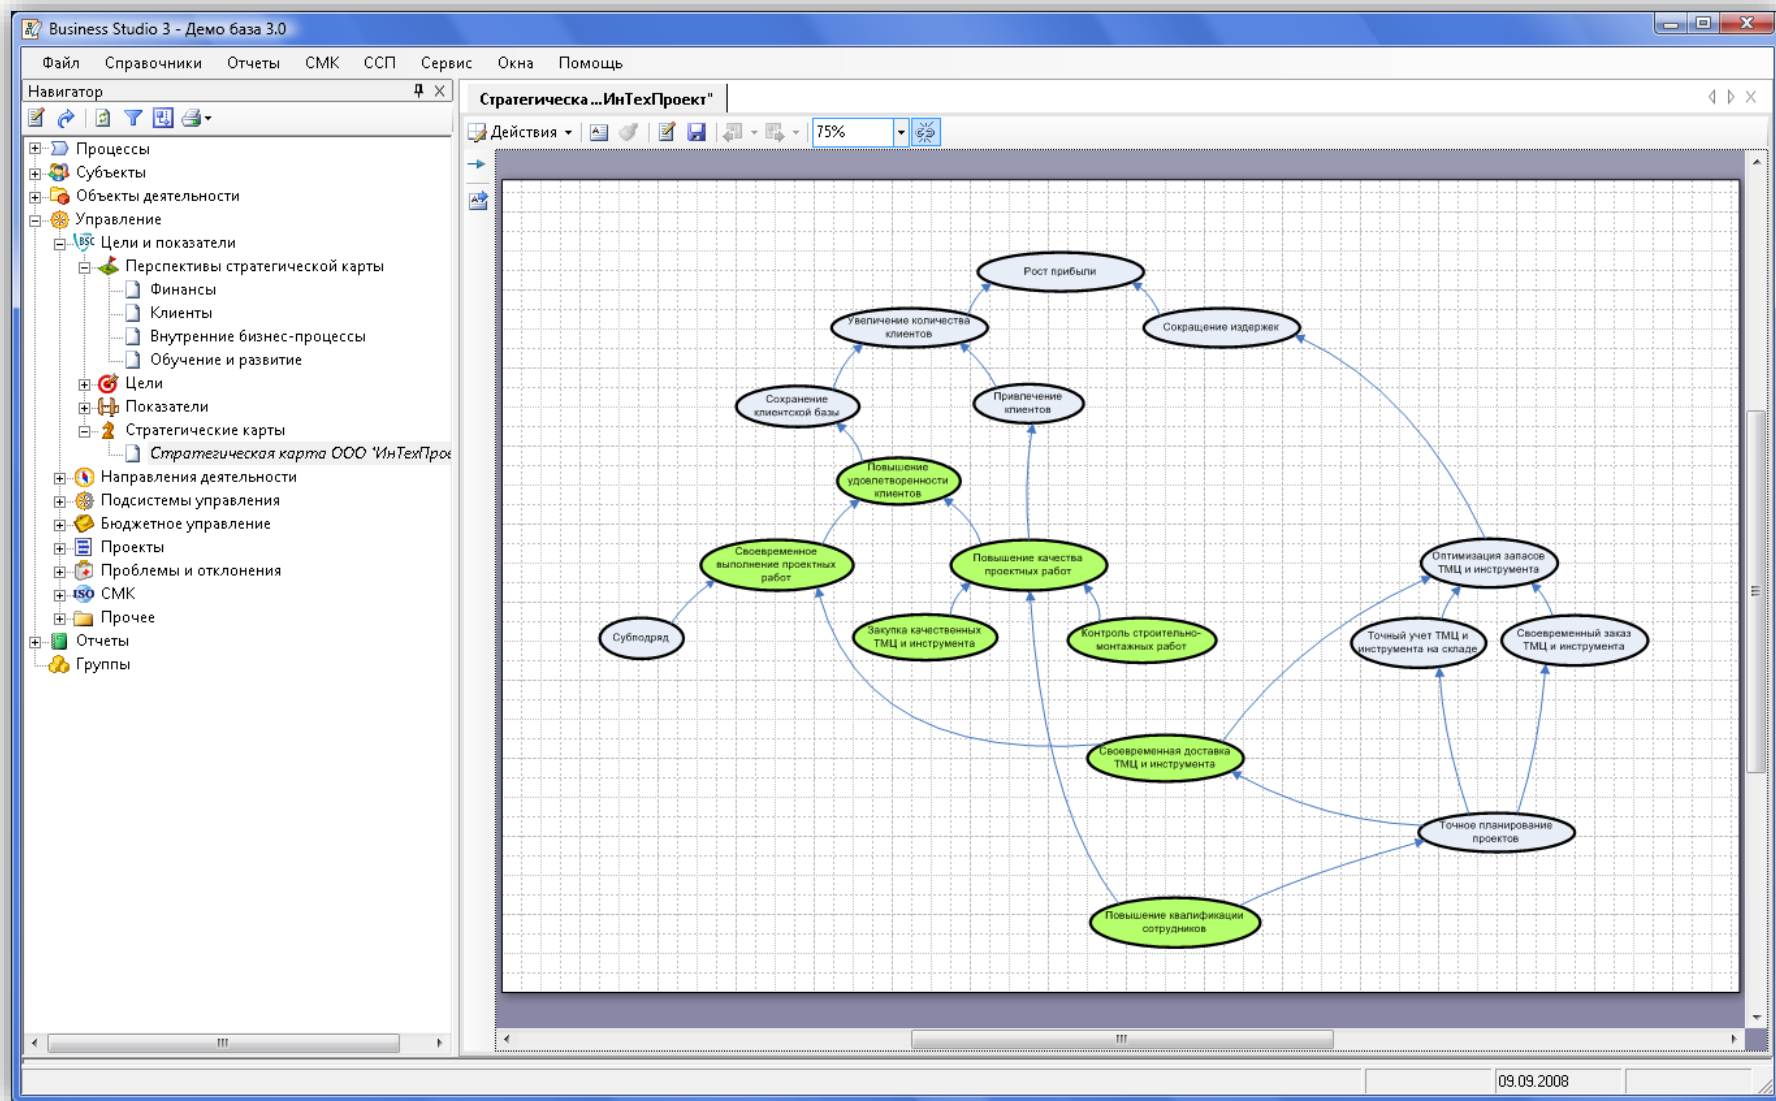 Business Studio 3 - Демо база 3.0
Файл Справочники Отчеты СМК ССП Сервис Окна Помощь
Навигатор
Процессы
Субъекты
Объекты деятельности
Управление
BSC Цели и показатели
Перспективы стратегической карты
Финансы
Клиенты
Внутренние бизнес-процессы
Обучение и развитие
Цели
Показатели
Стратегические карты
Стратегическая карта ООО "ИнТехПрое
Направления деятельности
Подсистемы управления
Бюджетное управление
Проекты
Проблемы и отклонения
ISO СМК
Прочее
Отчеты
Группы
Стратегическа...ИнТехПроект"
Действия
75%
Рост прибыли
Увеличение количества
клиентов
Сокращение издержек
Сохранение
клиентской базы
Привлечение
клиентов
Повышение
удовлетворенности
клиентов
Своевременное
выполнение проектных
работ
Повышение качества
проектных работ
Оптимизация запасов
ТМЦ и инструмента
Субподряд
Закупка качественных
ТМЦ и инструмента
Контроль строительно-
монтажных работ
Точный учет ТМЦ и
инструмента на складе
Своевременный заказ
ТМЦ и инструмента
Своевременная доставка
ТМЦ и инструмента
Точное планирование
проектов
Повышение квалификации
сотрудников
09.09.2008